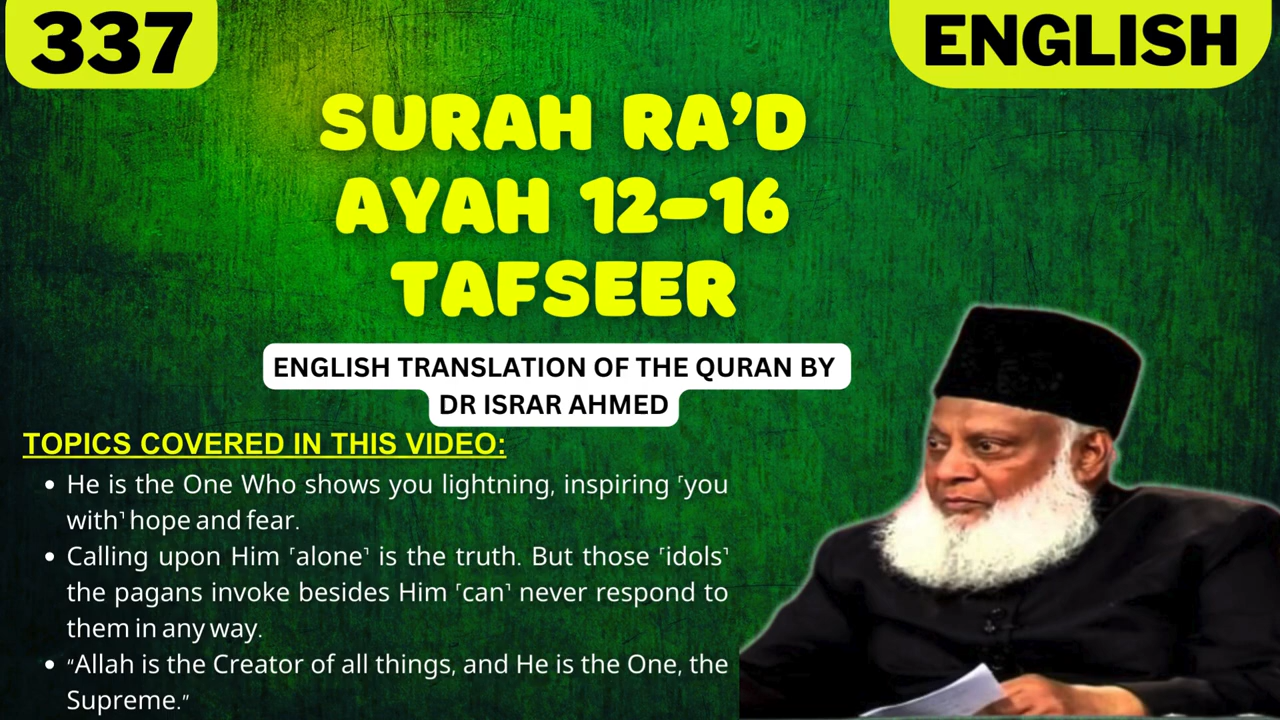 337
ENGLISH
SURAH RA’D
AYAH 12–16
TAFSEER
ENGLISH TRANSLATION OF THE QURAN BY
DR ISRAR AHMED
TOPICS COVERED IN THIS VIDEO:
• He is the One Who shows you lightning, inspiring ˹you
with˺ hope and fear.
• Calling upon Him ˹alone˺ is the truth. But those ˹idols˺
the pagans invoke besides Him ˹can˺ never respond to
them in any way.
• “Allah is the Creator of all things, and He is the One, the
Supreme.”